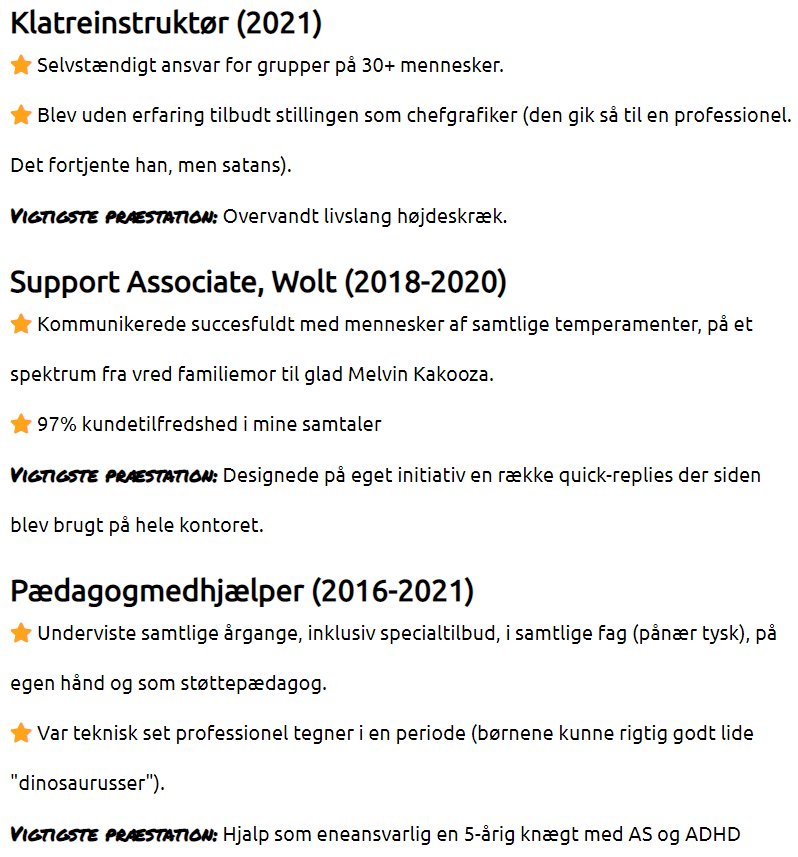 Klatreinstruktør (2021)
⭐ Selvstændigt ansvar for grupper på 30+ mennesker.
⭐ Blev uden erfaring tilbudt stillingen som chefgrafiker (den gik så til en professionel.
Det fortjente han, men satans).
Vigtigste præstation: Overvandt livslang højdeskræk.
Support Associate, Wolt (2018-2020)
⭐ Kommunikerede succesfuldt med mennesker af samtlige temperamenter, på et
spektrum fra vred familiemor til glad Melvin Kakooza.
⭐ 97% kundetilfredshed i mine samtaler
Vigtigste præstation: Designede på eget initiativ en række quick-replies der siden
blev brugt på hele kontoret.
Pædagogmedhjælper (2016-2021)
⭐ Underviste samtlige årgange, inklusiv specialtilbud, i samtlige fag (pånær tysk), på
egen hånd og som støttepædagog.
⭐ Var teknisk set professionel tegner i en periode (børnene kunne rigtig godt lide
"dinosaurusser").
Vigtigste præstation: Hjalp som eneansvarlig en 5-årig knægt med AS og ADHD